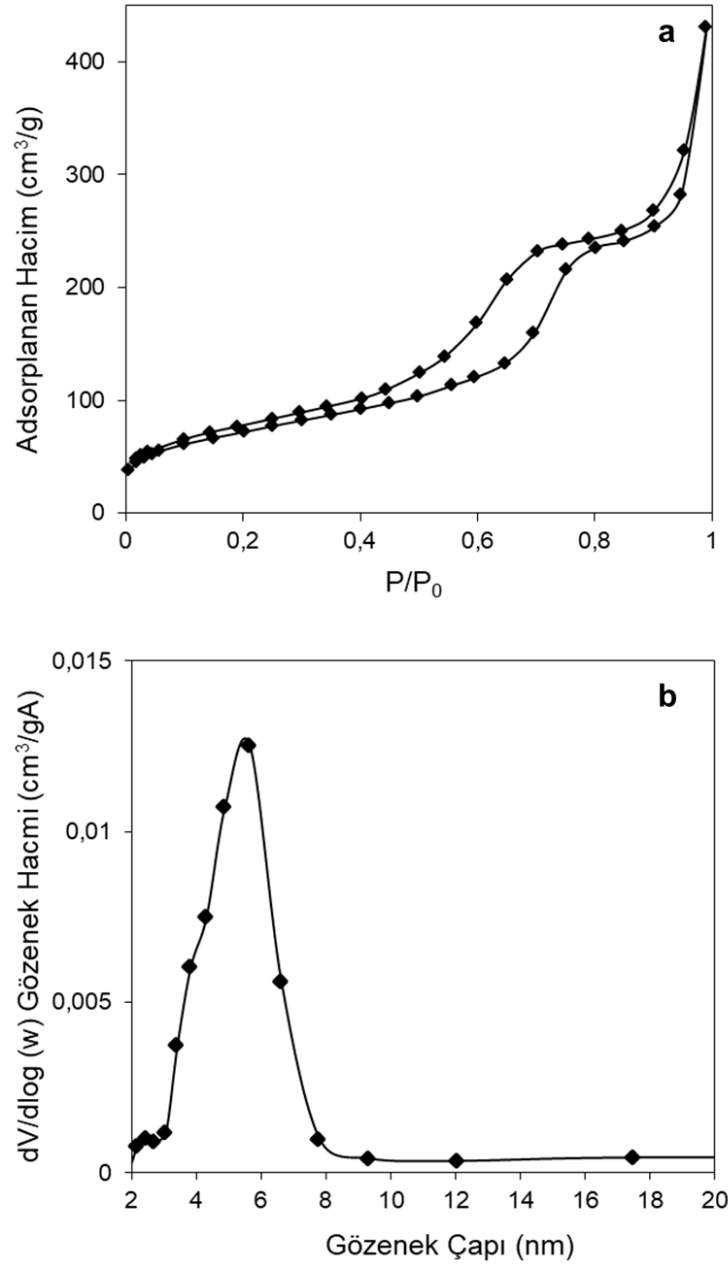 a
Adsorplanan Hacim (cm³/g)
400
300
200
100
0
0 0,2 0,4 0,6 0,8 1
P/P₀
b
dV/dlog (w) Gözenek Hacmi (cm³/gA)
0,015
0,01
0,005
0
2 4 6 8 10 12 14 16 18 20
Gözenek Çapı (nm)